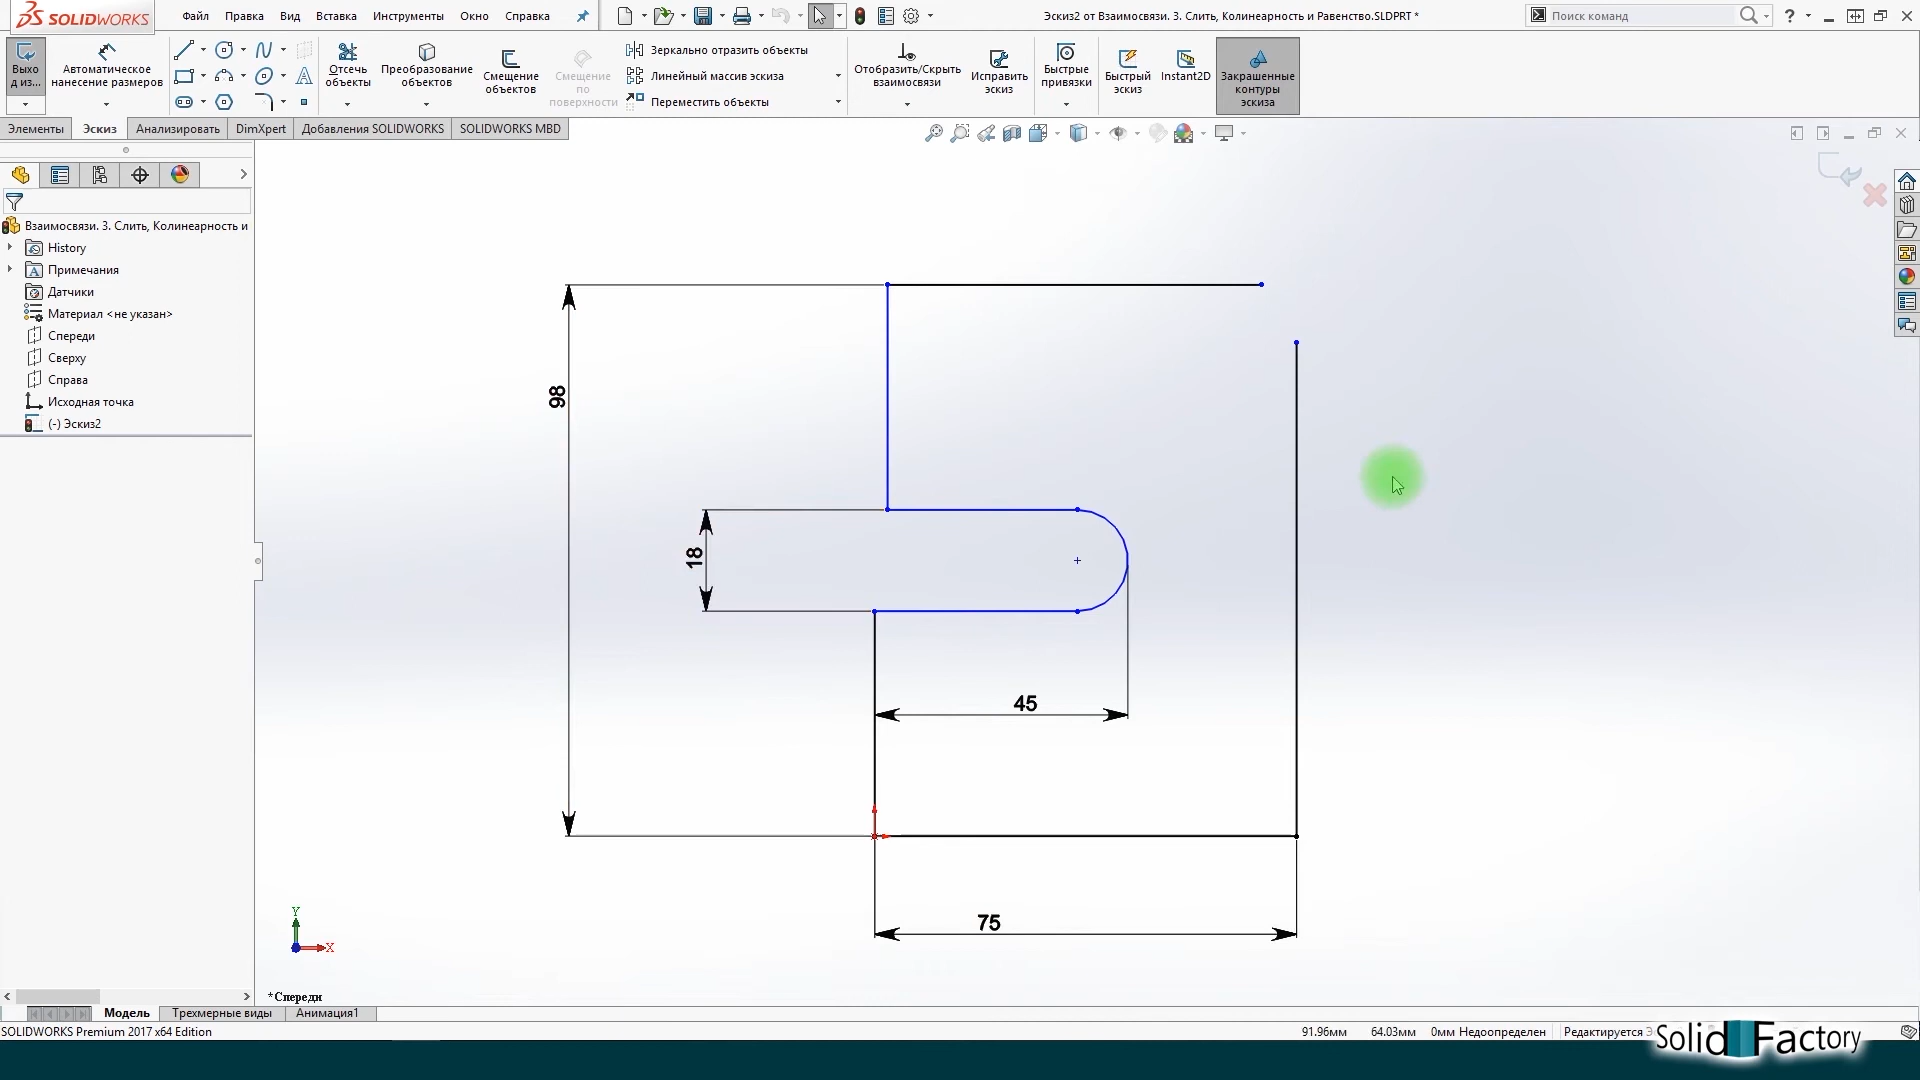 SOLIDWORKS
Файл Правка Вид Вставка Инструменты Окно Справка
Эскиз2 от Взаимосвязи. 3. Слить, Колинеарность и Равенство.SLDPRT *
Поиск команд
?
Выхо
д из...
Автоматическое
нанесение размеров
Отсечь
объекты
Преобразование
объектов
Смещение
объектов
Смещение
по
поверхности
Зеркально отразить объекты
Линейный массив эскиза
Переместить объекты
Отобразить/Скрыть
взаимосвязи
Исправить
эскиз
Быстрые
привязки
Быстрый
эскиз
Instant2D
Закрашенные
контуры
эскиза
Элементы Эскиз Анализировать DimXpert Добавления SOLIDWORKS SOLIDWORKS MBD
Взаимосвязи. 3. Слить, Колинеарность и
History
Примечания
Датчики
Материал <не указан>
Спереди
Сверху
Справа
Исходная точка
(-) Эскиз2
98
18
45
75
Y
X
*Спереди
Модель Трехмерные виды Анимация1
SOLIDWORKS Premium 2017 x64 Edition
91.96мм 64.03мм 0мм Недоопределен Редактируется Э
Solid Factory